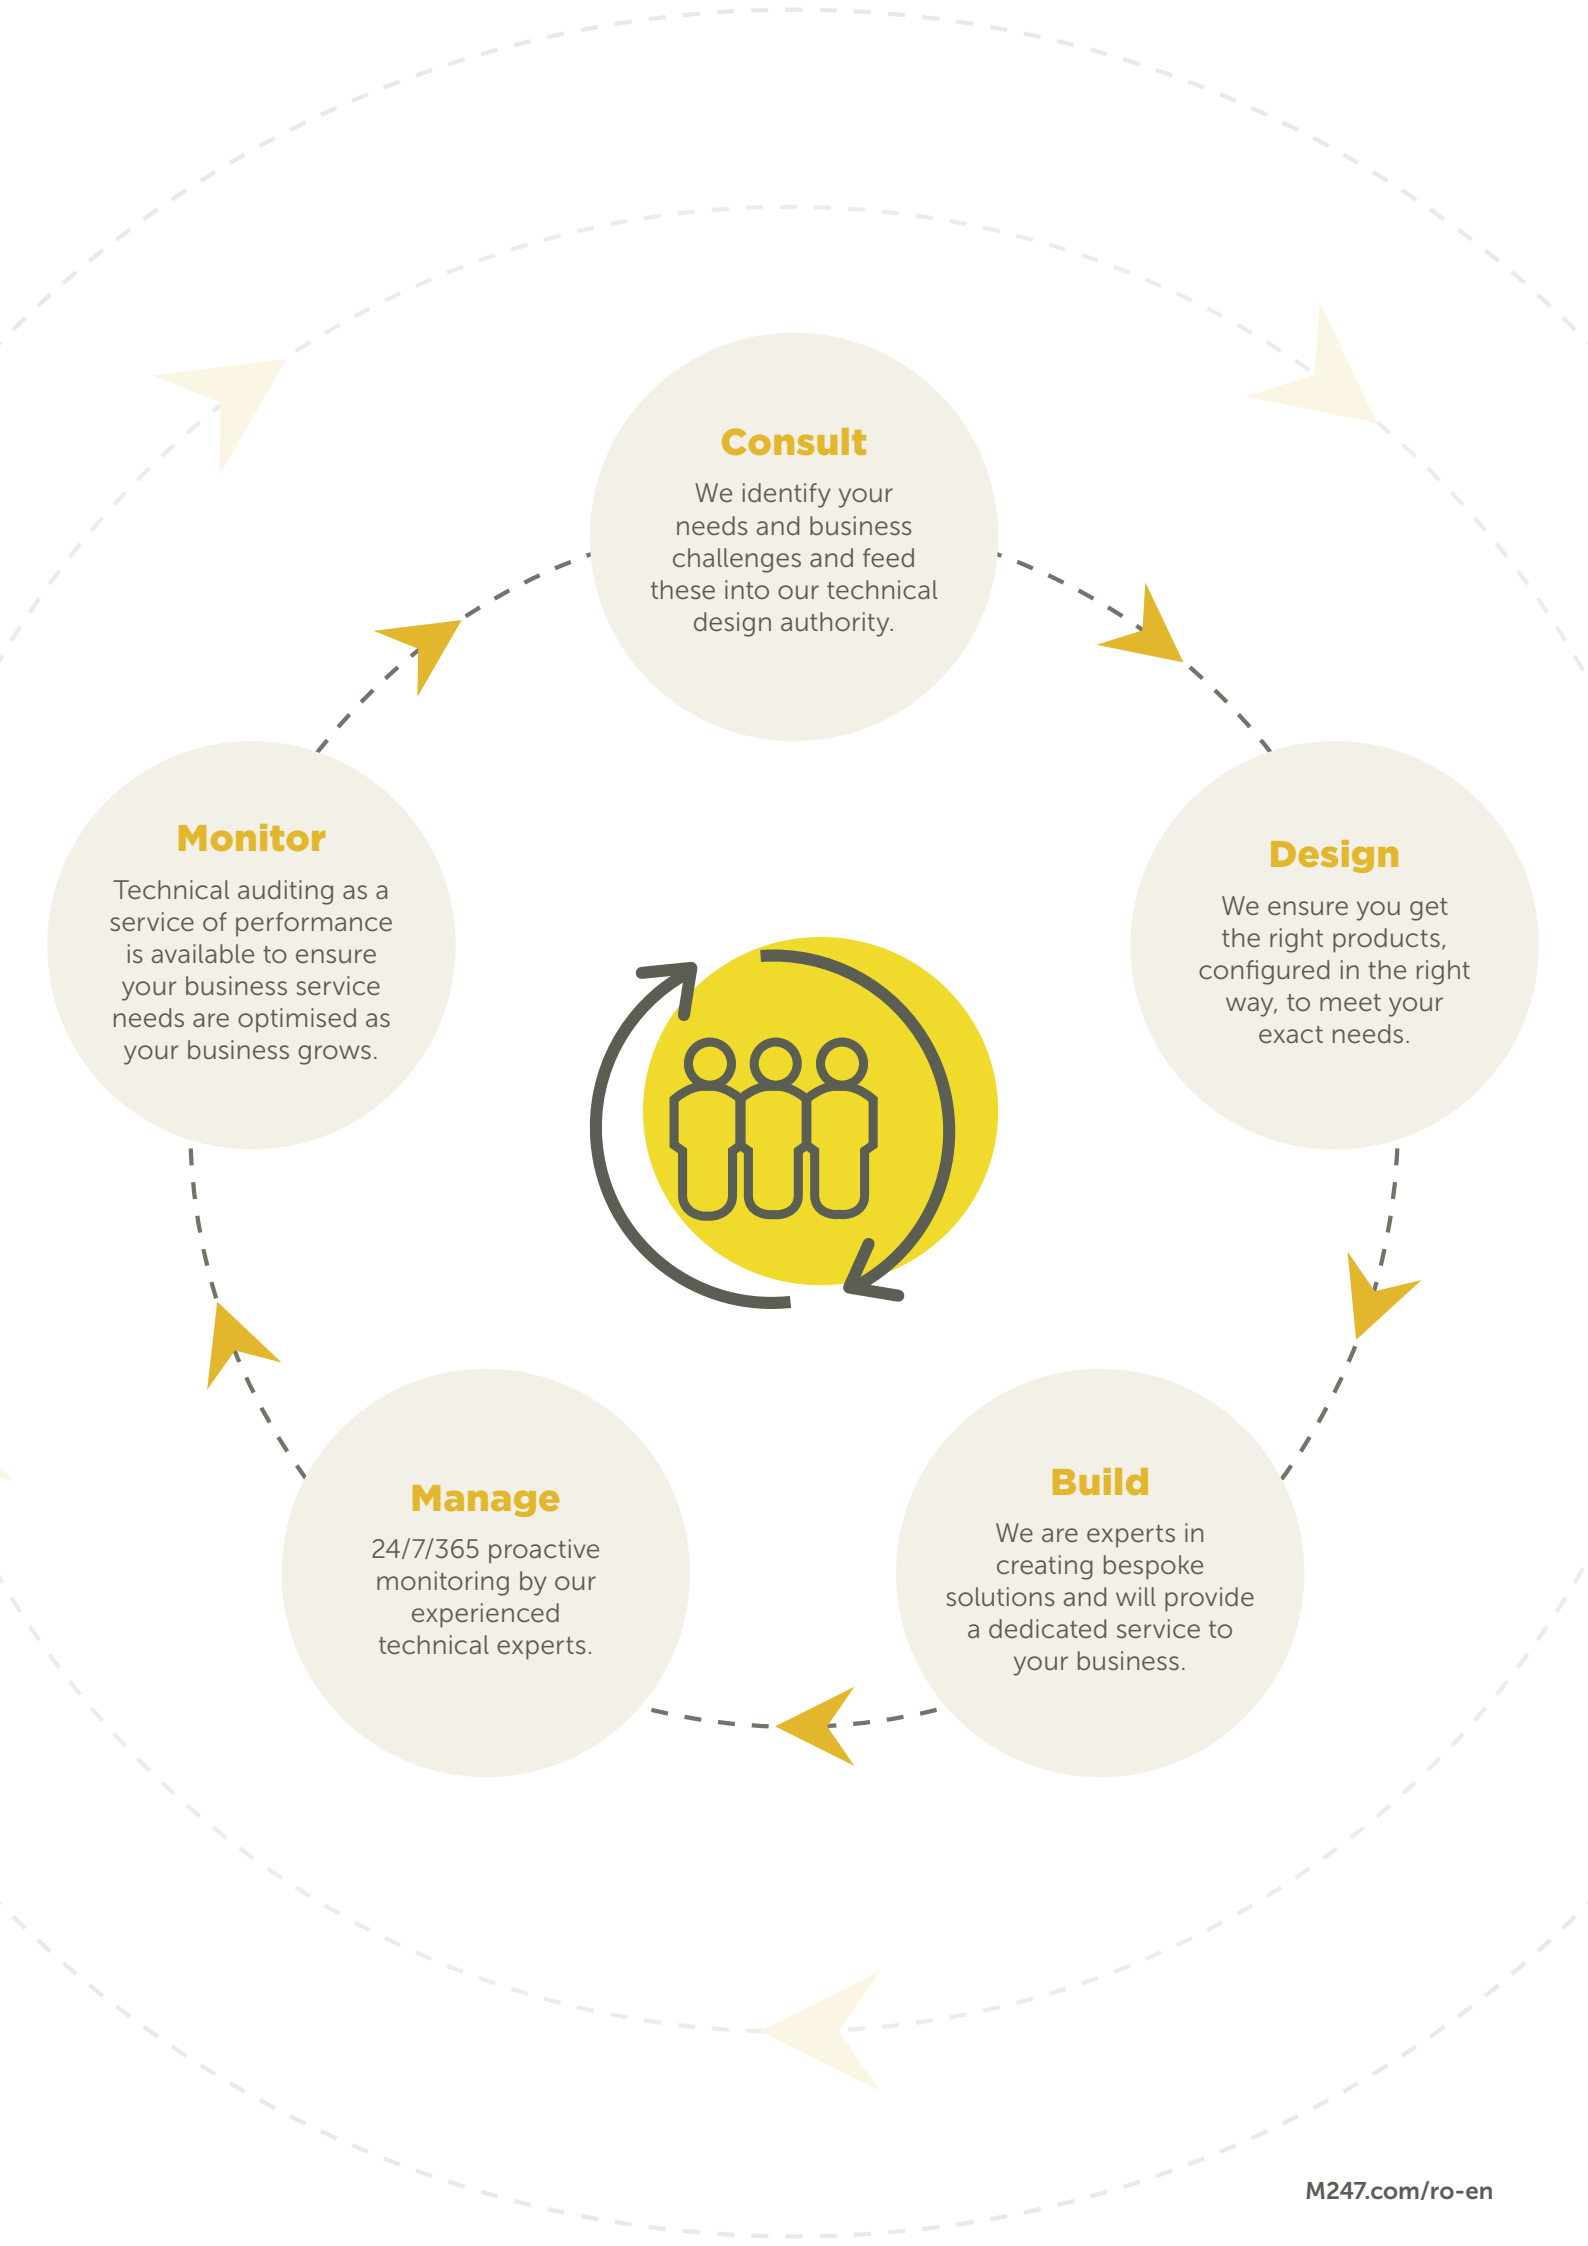 Consult
We identify your
needs and business
challenges and feed
these into our technical
design authority.
Design
We ensure you get
the right products,
configured in the right
way, to meet your
exact needs.
Build
We are experts in
creating bespoke
solutions and will provide
a dedicated service to
your business.
Manage
24/7/365 proactive
monitoring by our
experienced
technical experts.
Monitor
Technical auditing as a
service of performance
is available to ensure
your business service
needs are optimised as
your business grows.
M247.com/ro-en